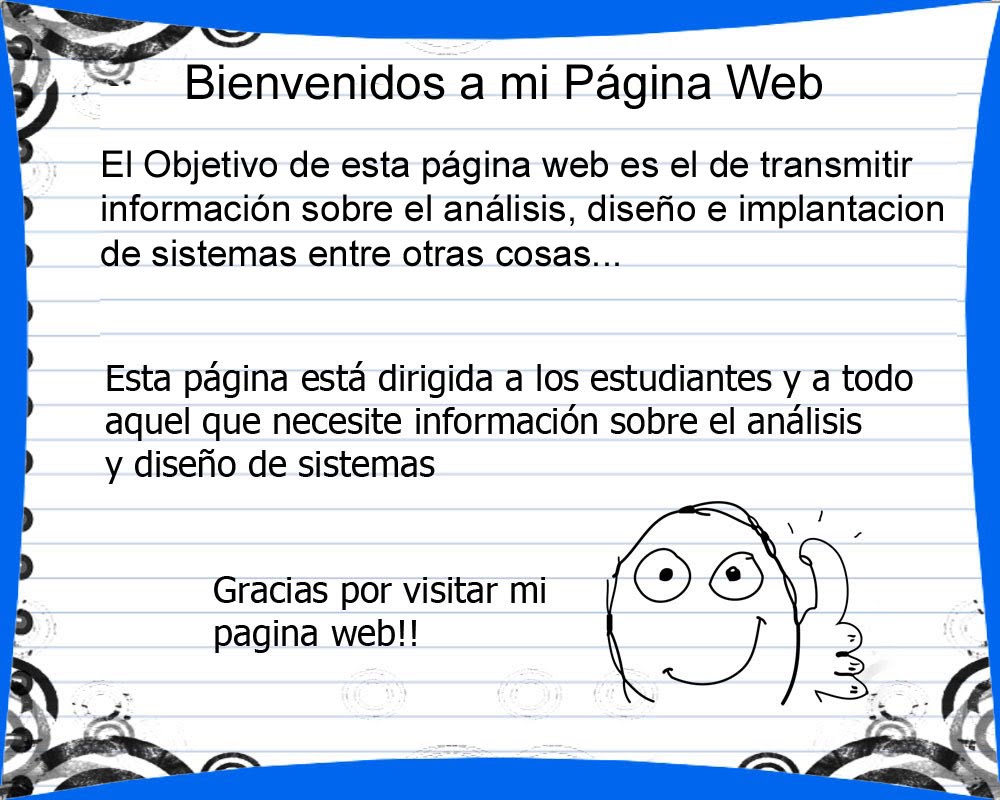 Bienvenidos a mi Página Web
El Objetivo de esta página web es el de transmitir
información sobre el análisis, diseño e implantacion
de sistemas entre otras cosas...
Esta página está dirigida a los estudiantes y a todo
aquel que necesite información sobre el análisis
y diseño de sistemas
Gracias por visitar mi
pagina web!!